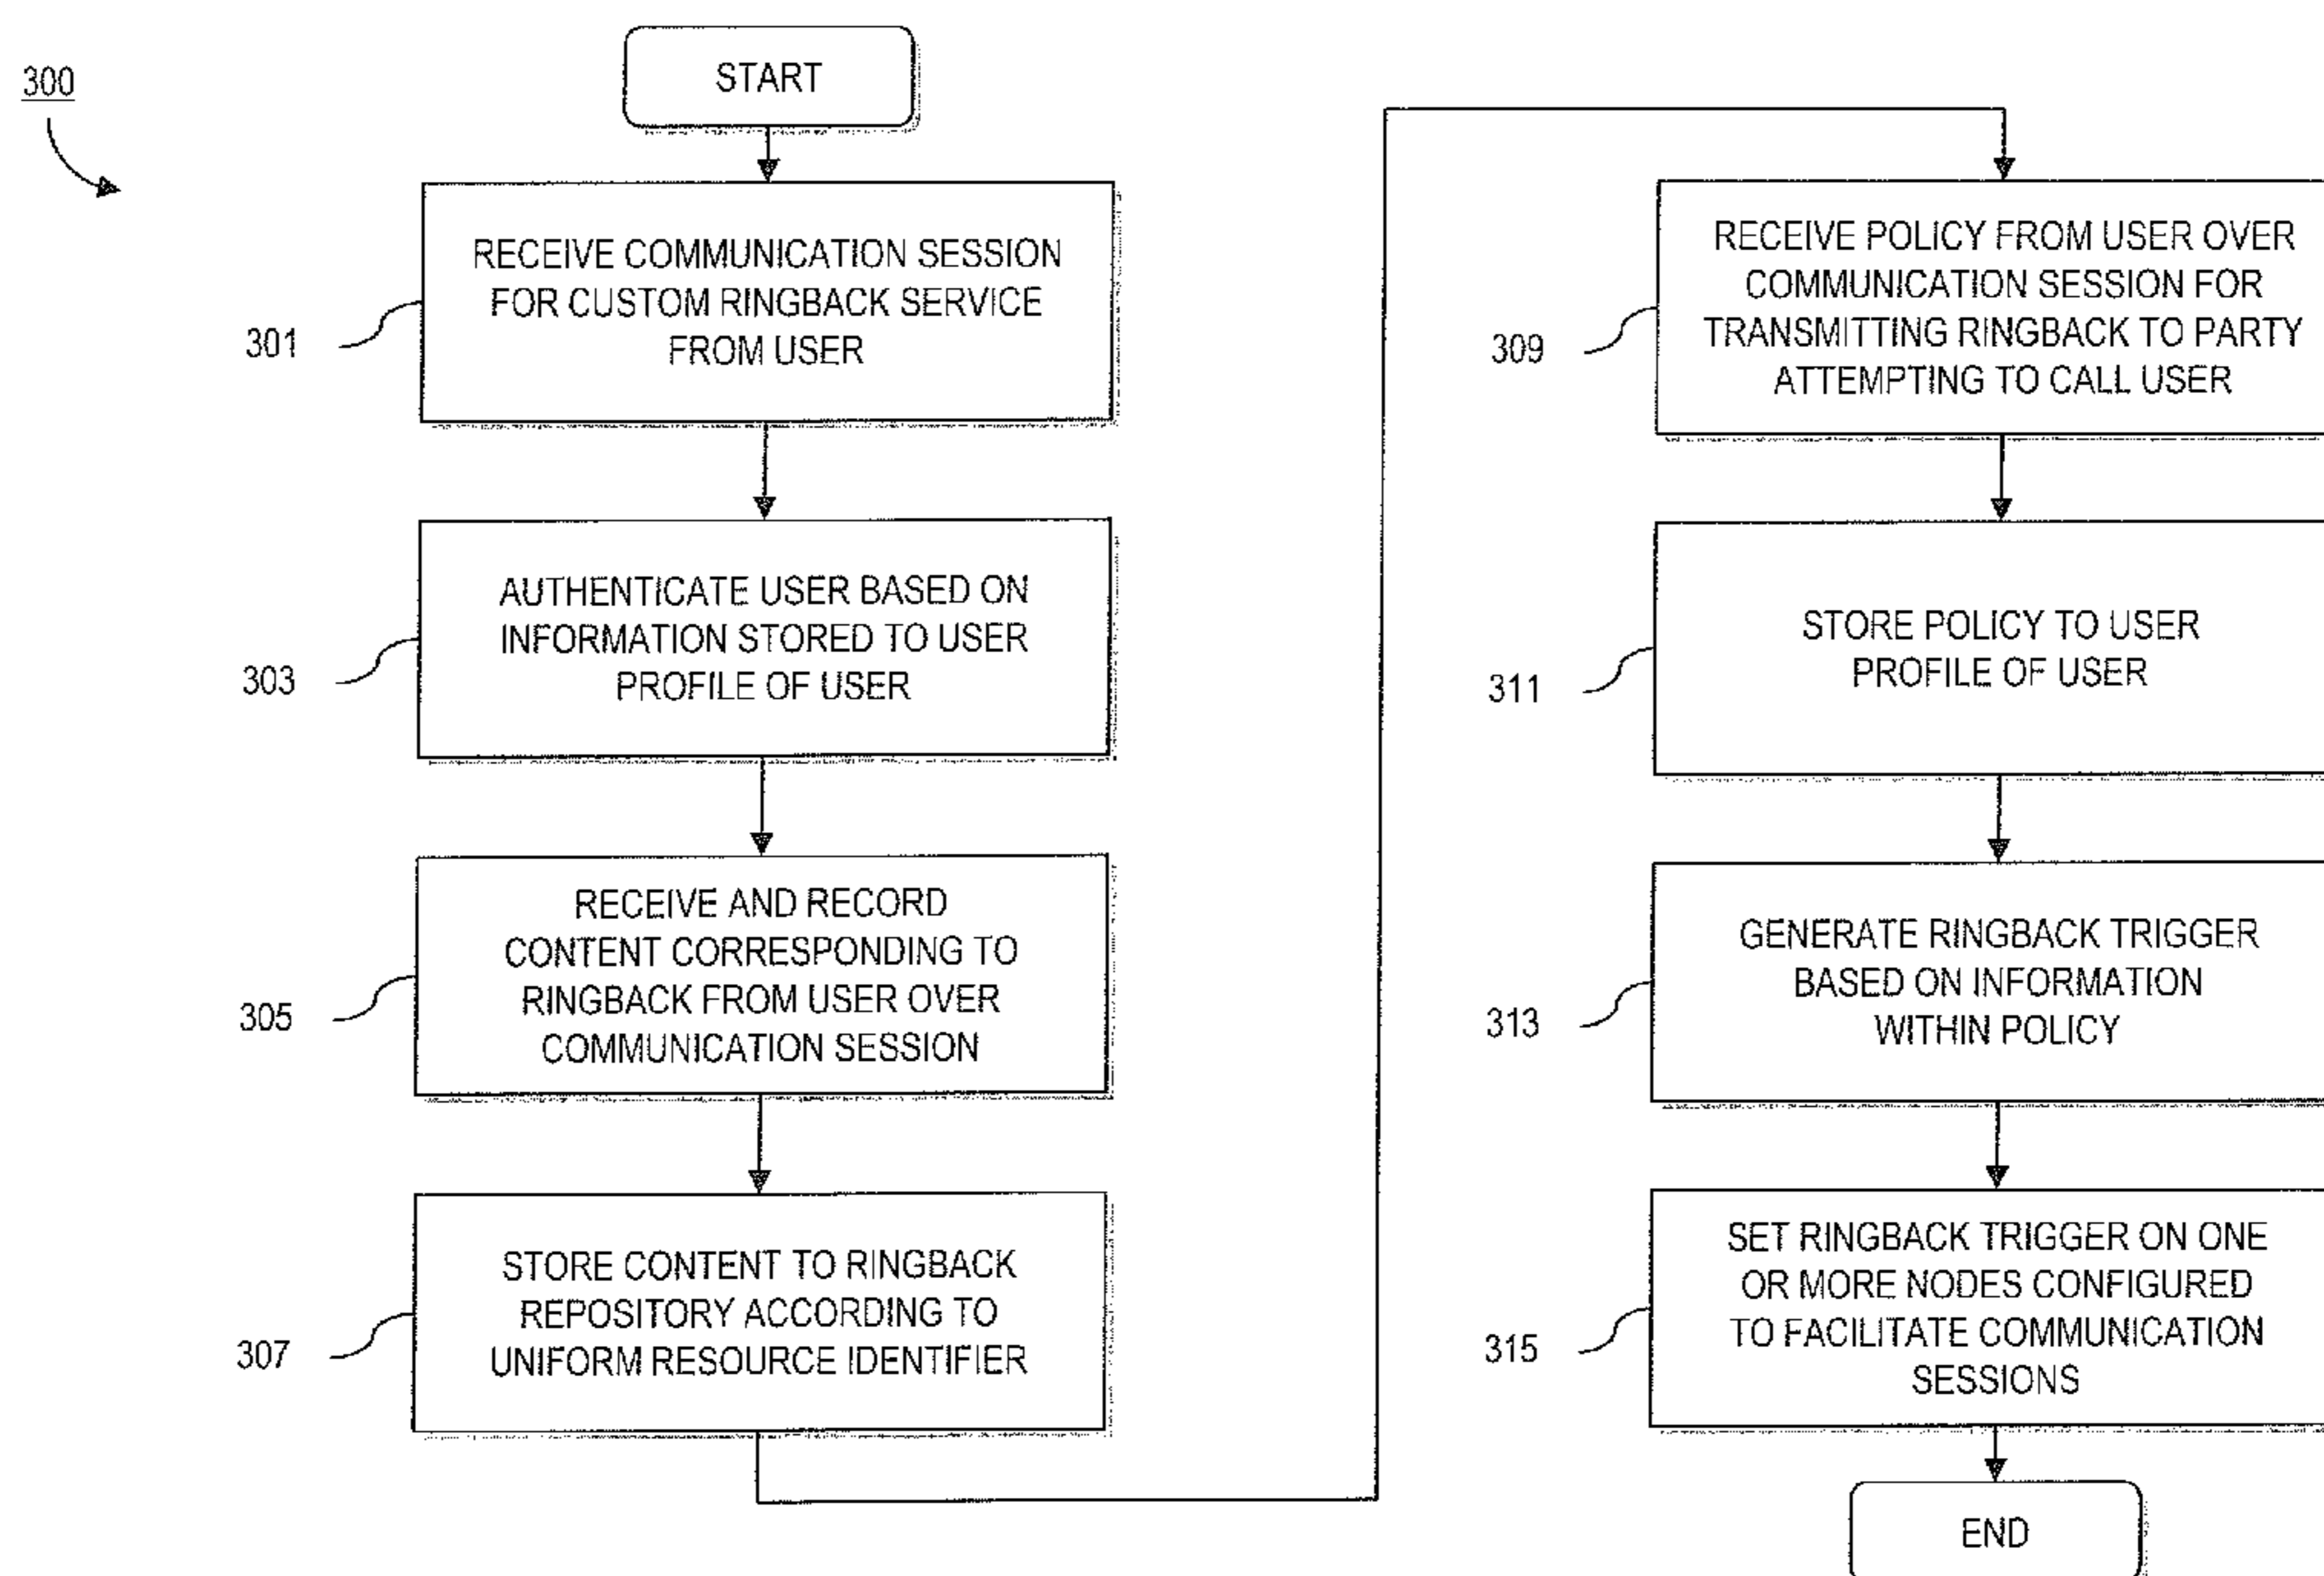 300
START
RECEIVE COMMUNICATION SESSION
FOR CUSTOM RINGBACK SERVICE
FROM USER
301
AUTHENTICATE USER BASED ON
INFORMATION STORED TO USER
PROFILE OF USER
303
RECEIVE AND RECORD
CONTENT CORRESPONDING TO
RINGBACK FROM USER OVER
COMMUNICATION SESSION
305
STORE CONTENT TO RINGBACK
REPOSITORY ACCORDING TO
UNIFORM RESOURCE IDENTIFIER
307
RECEIVE POLICY FROM USER OVER
COMMUNICATION SESSION FOR
TRANSMITTING RINGBACK TO PARTY
ATTEMPTING TO CALL USER
309
STORE POLICY TO USER
PROFILE OF USER
311
GENERATE RINGBACK TRIGGER
BASED ON INFORMATION
WITHIN POLICY
313
SET RINGBACK TRIGGER ON ONE
OR MORE NODES CONFIGURED
TO FACILITATE COMMUNICATION
SESSIONS
315
END